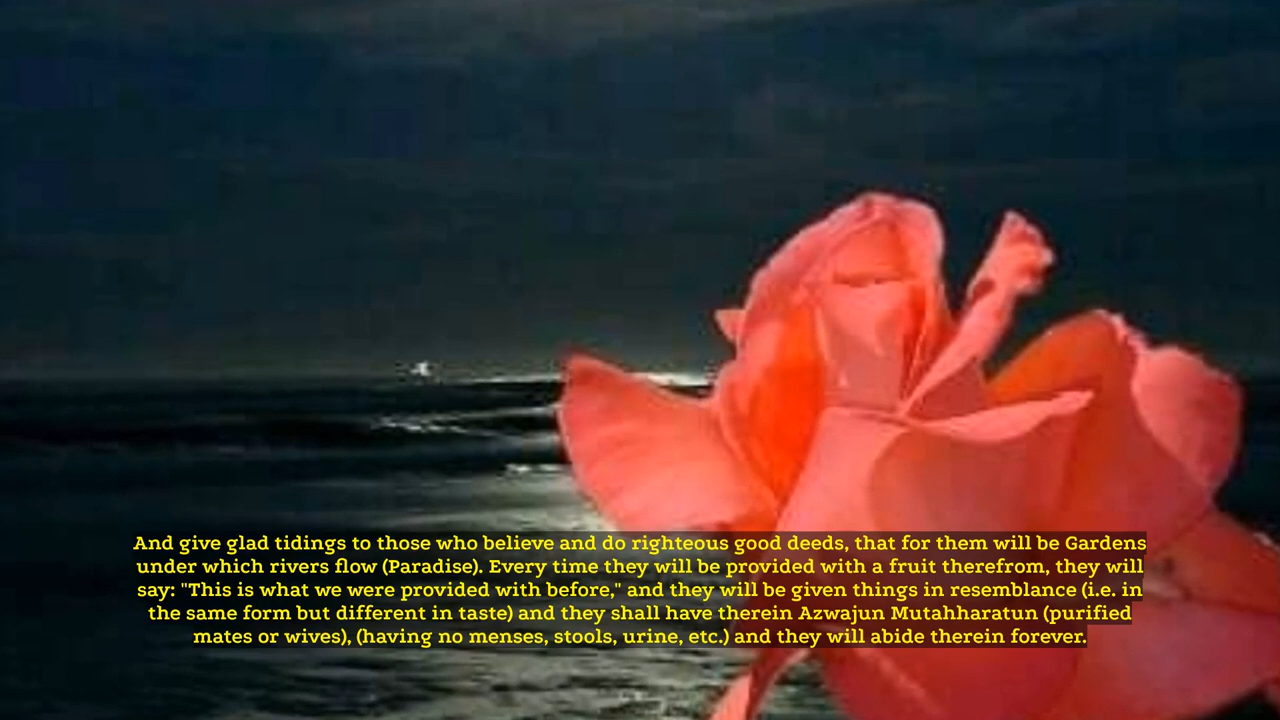 And give glad tidings to those who believe and do righteous good deeds, that for them will be Gardens
under which rivers flow (Paradise). Every time they will be provided with a fruit therefrom, they will
say: "This is what we were provided with before," and they will be given things in resemblance (i.e. in
the same form but different in taste) and they shall have therein Azwajun Mutahharatun (purified
mates or wives), (having no menses, stools, urine, etc.) and they will abide therein forever.